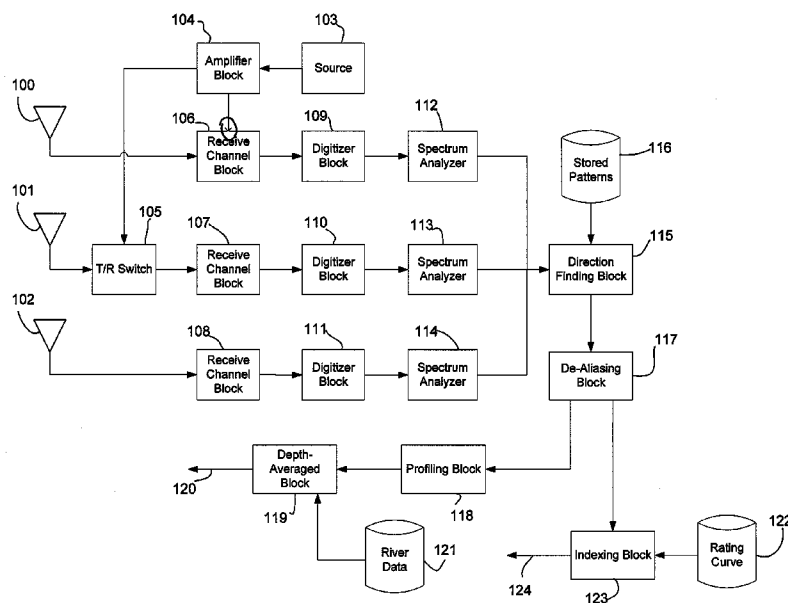 104
103
Amplifier
Block
Source
100
106
109
112
Receive
Channel
Block
Digitizer
Block
Spectrum
Analyzer
Stored
Patterns
116
101
105
107
110
113
115
T/R Switch
Receive
Channel
Block
Digitizer
Block
Spectrum
Analyzer
Direction
Finding Block
102
108
111
114
117
Receive
Channel
Block
Digitizer
Block
Spectrum
Analyzer
De-Aliasing
Block
120
Depth-
Averaged
Block
119
Profiling Block
118
River
Data
121
124
Indexing Block
123
Rating
Curve
122